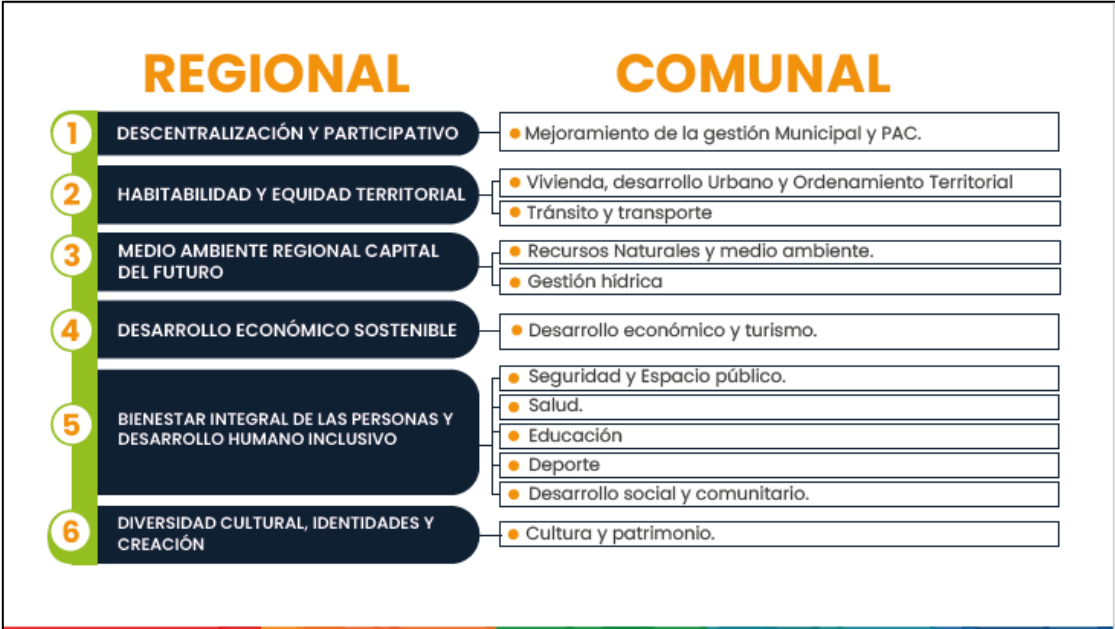 REGIONAL
COMUNAL
1
DESCENTRALIZACIÓN Y PARTICIPATIVO
Mejoramiento de la gestión Municipal y PAC.
2
HABITABILIDAD Y EQUIDAD TERRITORIAL
Vivienda, desarrollo Urbano y Ordenamiento Territorial
Tránsito y transporte
3
MEDIO AMBIENTE REGIONAL CAPITAL
DEL FUTURO
Recursos Naturales y medio ambiente.
Gestión hídrica
4
DESARROLLO ECONÓMICO SOSTENIBLE
Desarrollo económico y turismo.
5
BIENESTAR INTEGRAL DE LAS PERSONAS Y
DESARROLLO HUMANO INCLUSIVO
Seguridad y Espacio público.
Salud.
Educación
Deporte
Desarrollo social y comunitario.
6
DIVERSIDAD CULTURAL, IDENTIDADES Y
CREACIÓN
Cultura y patrimonio.